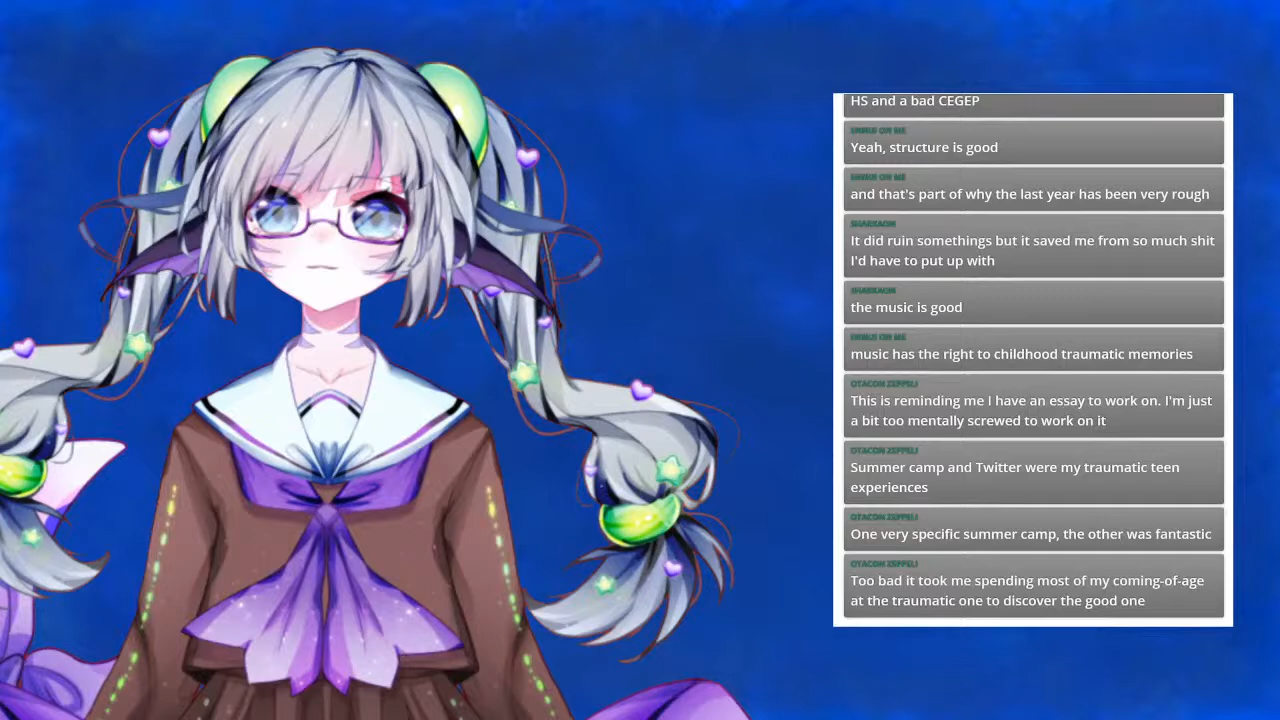 HS and a bad CEGEP
Yeah, structure is good
and that's part of why the last year has been very rough
SHARKAOM
It did ruin somethings but it saved me from so much shit
I'd have to put up with
SHARKAOM
the music is good
music has the right to childhood traumatic memories
OTACON ZEPPELI
This is reminding me I have an essay to work on. I'm just
a bit too mentally screwed to work on it
OTACON ZEPPELI
Summer camp and Twitter were my traumatic teen
experiences
OTACON ZEPPELI
One very specific summer camp, the other was fantastic
OTACON ZEPPELI
Too bad it took me spending most of my coming-of-age
at the traumatic one to discover the good one